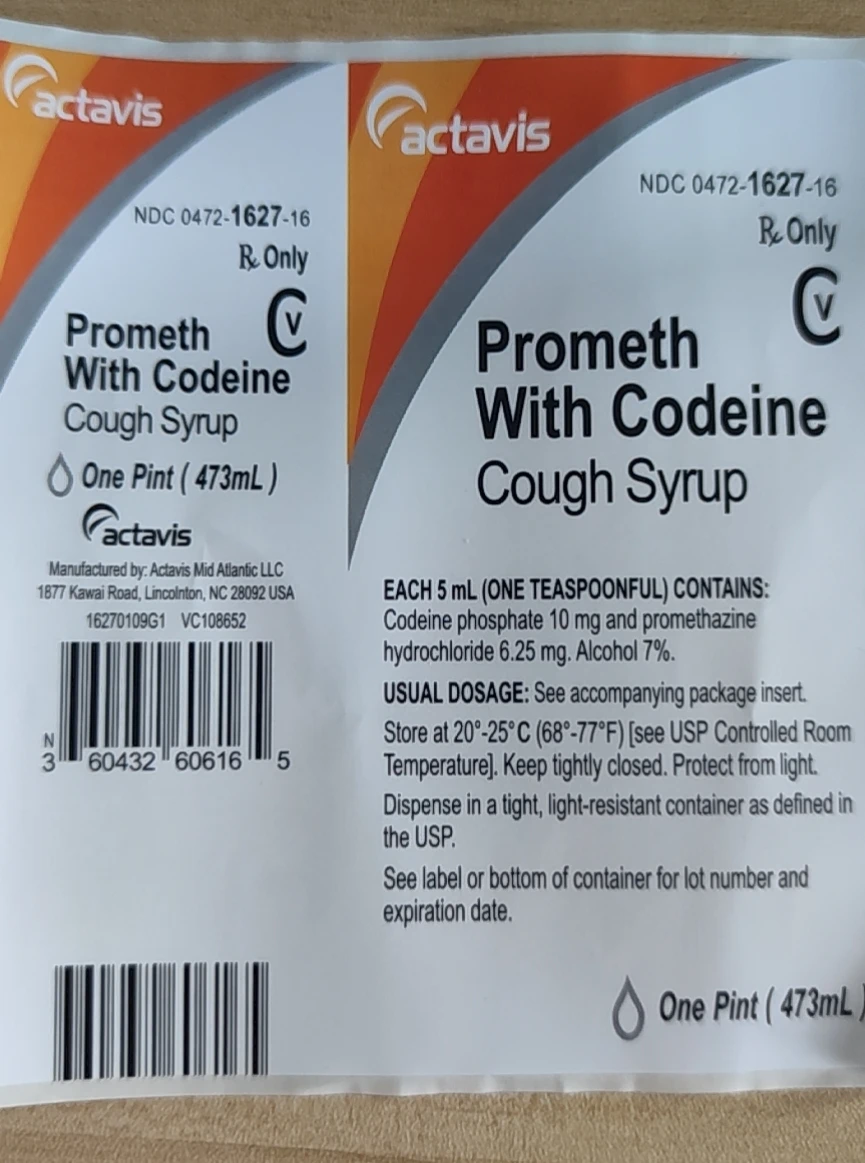 actavis
NDC 0472-1627-16
Rx Only
CV
Prometh
With Codeine
Cough Syrup
One Pint ( 473mL )
actavis
Manufactured by: Actavis Mid Atlantic LLC
1877 Kawai Road, Lincolnton, NC 28092 USA
16270109G1 VC108652
N
3 60432 60616 5
actavis
NDC 0472-1627-16
Rx Only
CV
Prometh
With Codeine
Cough Syrup
EACH 5 mL (ONE TEASPOONFUL) CONTAINS:
Codeine phosphate 10 mg and promethazine
hydrochloride 6.25 mg. Alcohol 7%.
USUAL DOSAGE: See accompanying package insert.
Store at 20°-25°C (68°-77°F) [see USP Controlled Room
Temperature]. Keep tightly closed. Protect from light.
Dispense in a tight, light-resistant container as defined in
the USP.
See label or bottom of container for lot number and
expiration date.
One Pint ( 473mL )